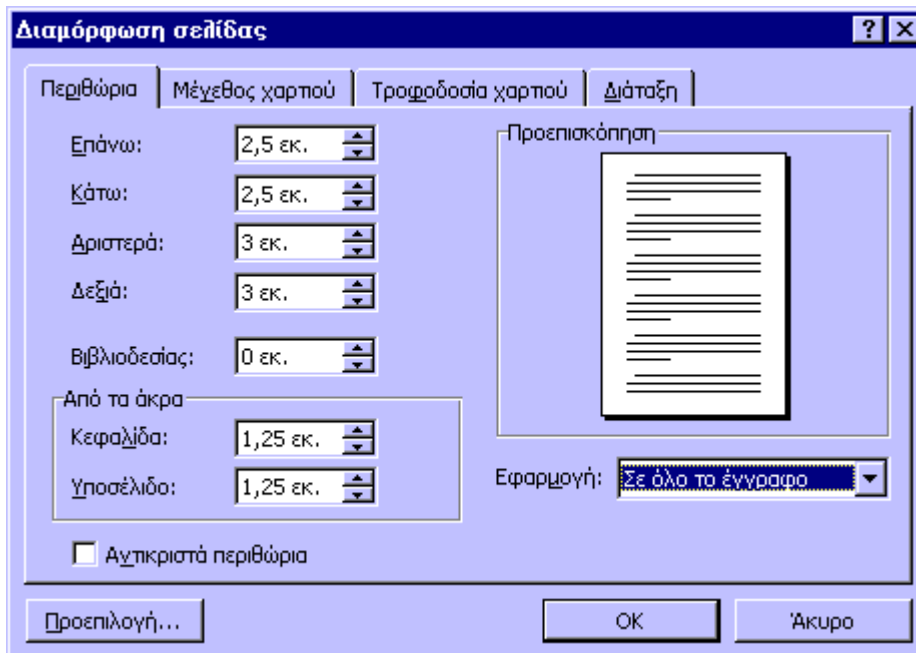 Διαμόρφωση σελίδας
Περιθώρια Μέγεθος χαρτιού Τροφοδοσία χαρτιού Διάταξη
Επάνω: 2,5 εκ.
Κάτω: 2,5 εκ.
Αριστερά: 3 εκ.
Δεξιά: 3 εκ.
Βιβλιοδεσίας: 0 εκ.
Από τα άκρα
Κεφαλίδα: 1,25 εκ.
Υποσέλιδο: 1,25 εκ.
Αντικριστά περιθώρια
Προεπισκόπηση
Εφαρμογή: Σε όλο το έγγραφο
Προεπιλογή... OK Άκυρο